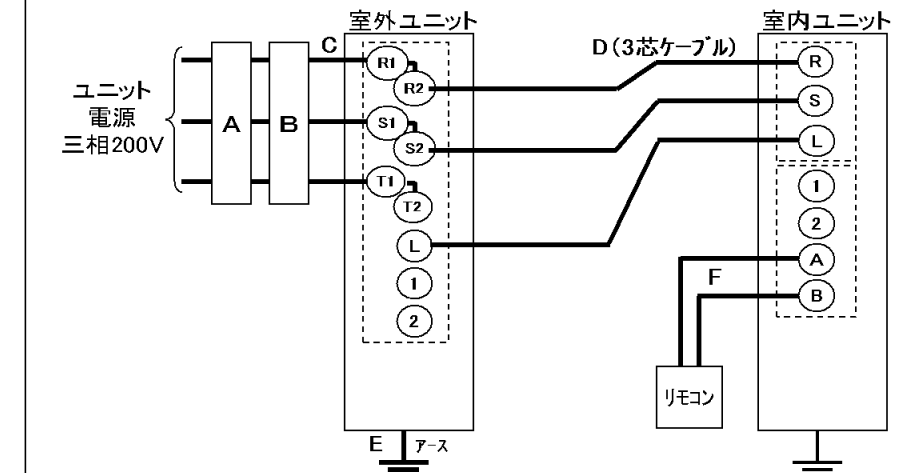 室外ユニット
室内ユニット
C
D(3芯ケーブル)
R1
R2
R
ユニット
電源
三相200V
A
B
S1
S2
S
T1
T2
L
L
1
2
1
2
A
B
F
リモコン
E
アース